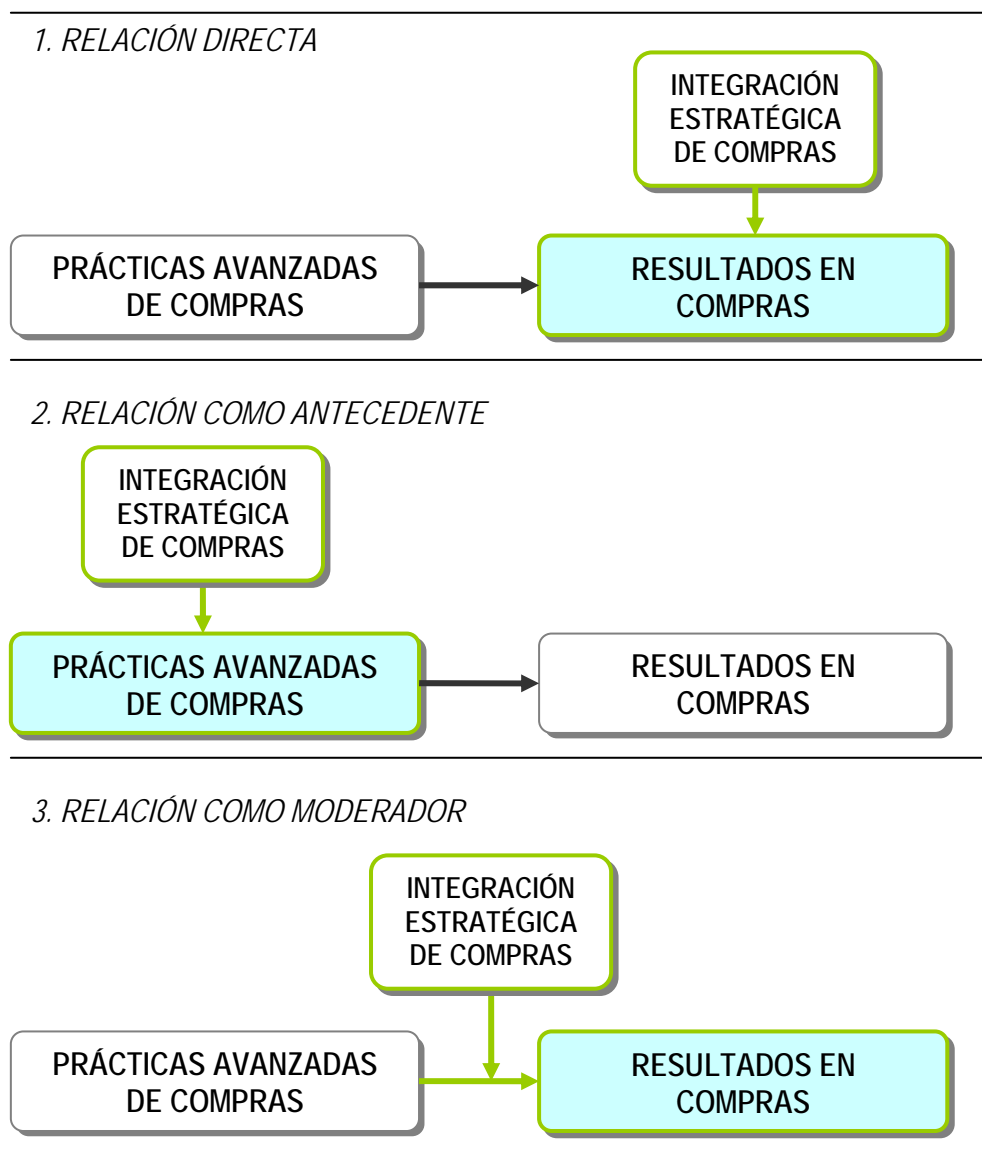 1. RELACIÓN DIRECTA
INTEGRACIÓN
ESTRATÉGICA
DE COMPRAS
PRÁCTICAS AVANZADAS
DE COMPRAS
RESULTADOS EN
COMPRAS
2. RELACIÓN COMO ANTECEDENTE
INTEGRACIÓN
ESTRATÉGICA
DE COMPRAS
PRÁCTICAS AVANZADAS
DE COMPRAS
RESULTADOS EN
COMPRAS
3. RELACIÓN COMO MODERADOR
INTEGRACIÓN
ESTRATÉGICA
DE COMPRAS
PRÁCTICAS AVANZADAS
DE COMPRAS
RESULTADOS EN
COMPRAS